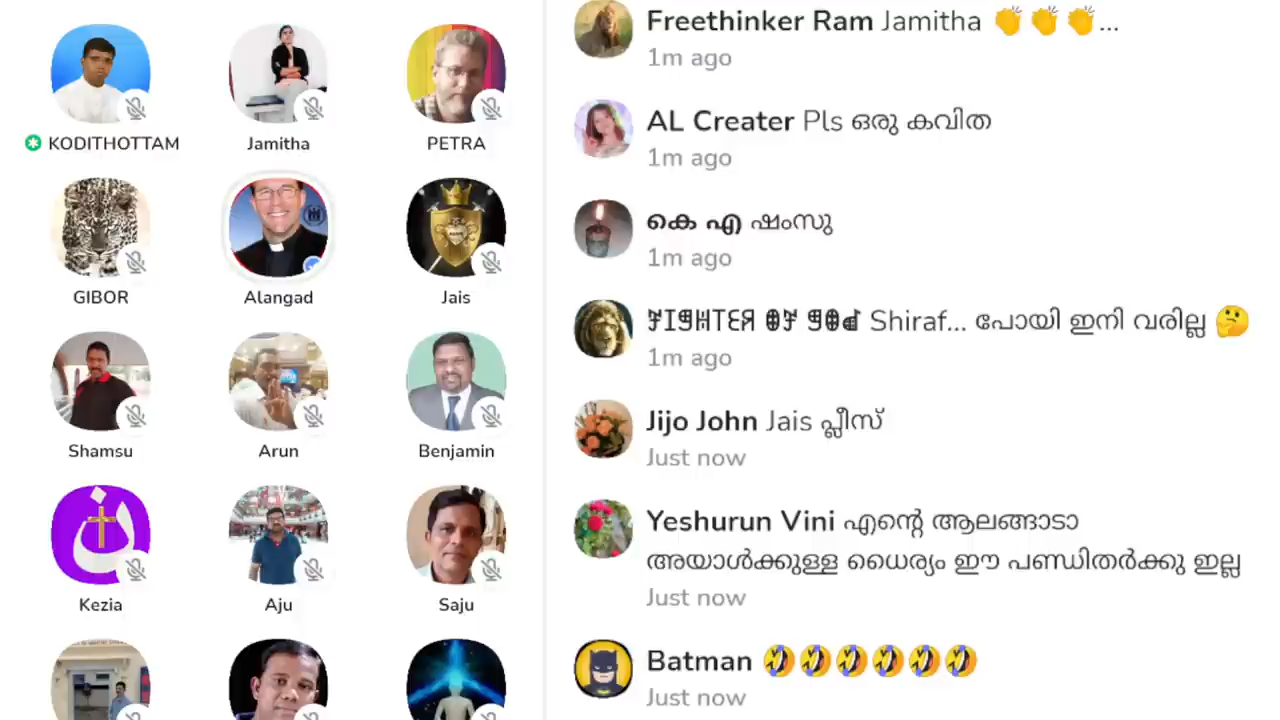 KODITHOTTAM
Jamitha
PETRA
GIBOR
Alangad
Jais
Shamsu
Arun
Benjamin
Kezia
Aju
Saju
Freethinker Ram Jamitha 👏👏👏...
1m ago
AL Creater Pls ഒരു കവിത
1m ago
കെ എ ഷംസു
1m ago
Shiraf... പോയി ഇനി വരില്ല 🤔
1m ago
Jijo John Jais പ്ലീസ്
Just now
Yeshurun Vini എന്റെ ആലങ്ങാടാ
അയാൾക്കുള്ള ധൈര്യം ഈ പണ്ഡിതർക്കു ഇല്ല
Just now
Batman 🤣🤣🤣🤣🤣🤣
Just now